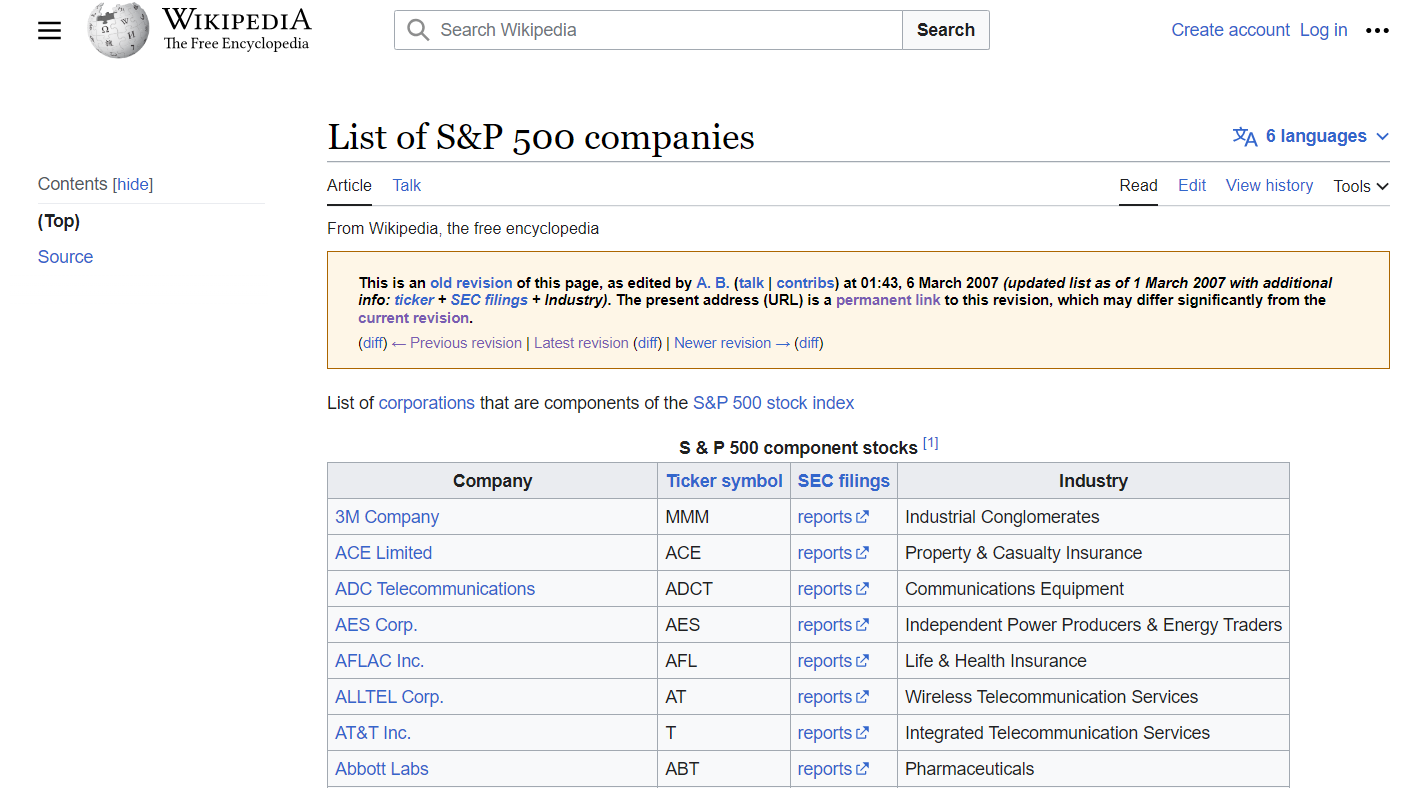 WIKIPEDIA
The Free Encyclopedia
Search Wikipedia
Search
Create account Log in
List of S&P 500 companies
6 languages
Contents [hide]
(Top)
Source
Article Talk
Read Edit View history Tools
From Wikipedia, the free encyclopedia
This is an old revision of this page, as edited by A. B. (talk | contribs) at 01:43, 6 March 2007 (updated list as of 1 March 2007 with additional
info: ticker + SEC filings + Industry). The present address (URL) is a permanent link to this revision, which may differ significantly from the
current revision.
(diff) ← Previous revision | Latest revision (diff) | Newer revision → (diff)
List of corporations that are components of the S&P 500 stock index
S & P 500 component stocks [1]
Company Ticker symbol SEC filings Industry
3M Company MMM reports Industrial Conglomerates
ACE Limited ACE reports Property & Casualty Insurance
ADC Telecommunications ADCT reports Communications Equipment
AES Corp. AES reports Independent Power Producers & Energy Traders
AFLAC Inc. AFL reports Life & Health Insurance
ALLTEL Corp. AT reports Wireless Telecommunication Services
AT&T Inc. T reports Integrated Telecommunication Services
Abbott Labs ABT reports Pharmaceuticals